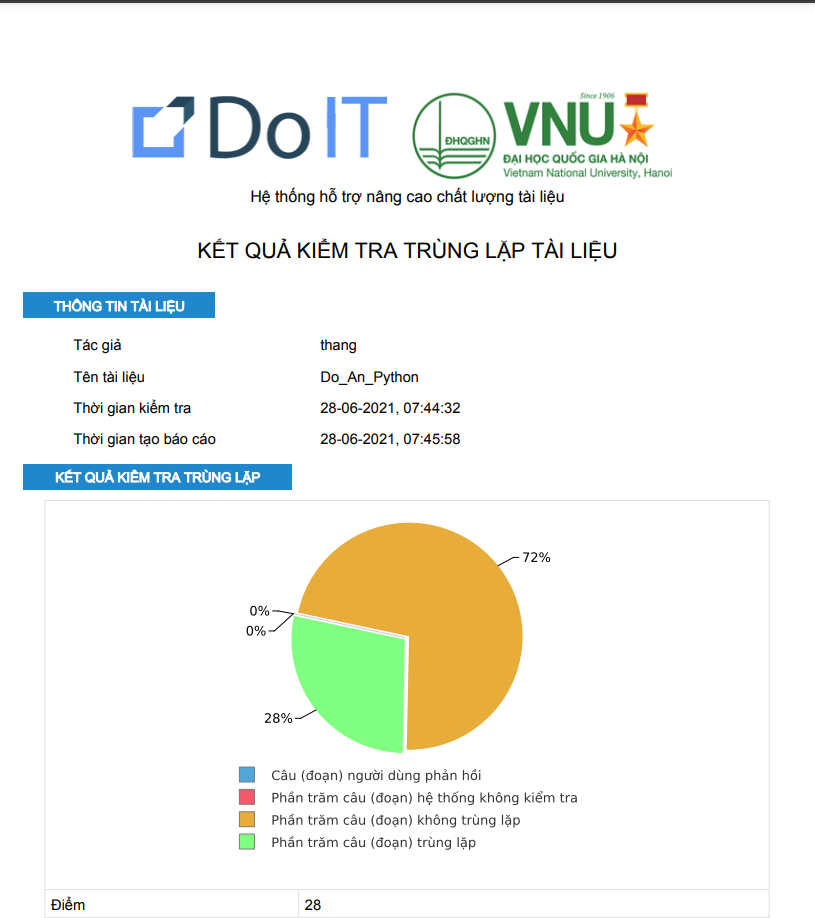 DoIT
Since 1906
ĐHQGHN
VNU
ĐẠI HỌC QUỐC GIA HÀ NỘI
Vietnam National University, Hanoi
Hệ thống hỗ trợ nâng cao chất lượng tài liệu
KẾT QUẢ KIỂM TRA TRÙNG LẶP TÀI LIỆU
THÔNG TIN TÀI LIỆU
Tác giả thang
Tên tài liệu Do_An_Python
Thời gian kiểm tra 28-06-2021, 07:44:32
Thời gian tạo báo cáo 28-06-2021, 07:45:58
KẾT QUẢ KIỂM TRA TRÙNG LẶP
72%
0%
0%
28%
Câu (đoạn) người dùng phản hồi
Phần trăm câu (đoạn) hệ thống không kiểm tra
Phần trăm câu (đoạn) không trùng lặp
Phần trăm câu (đoạn) trùng lặp
Điểm 28